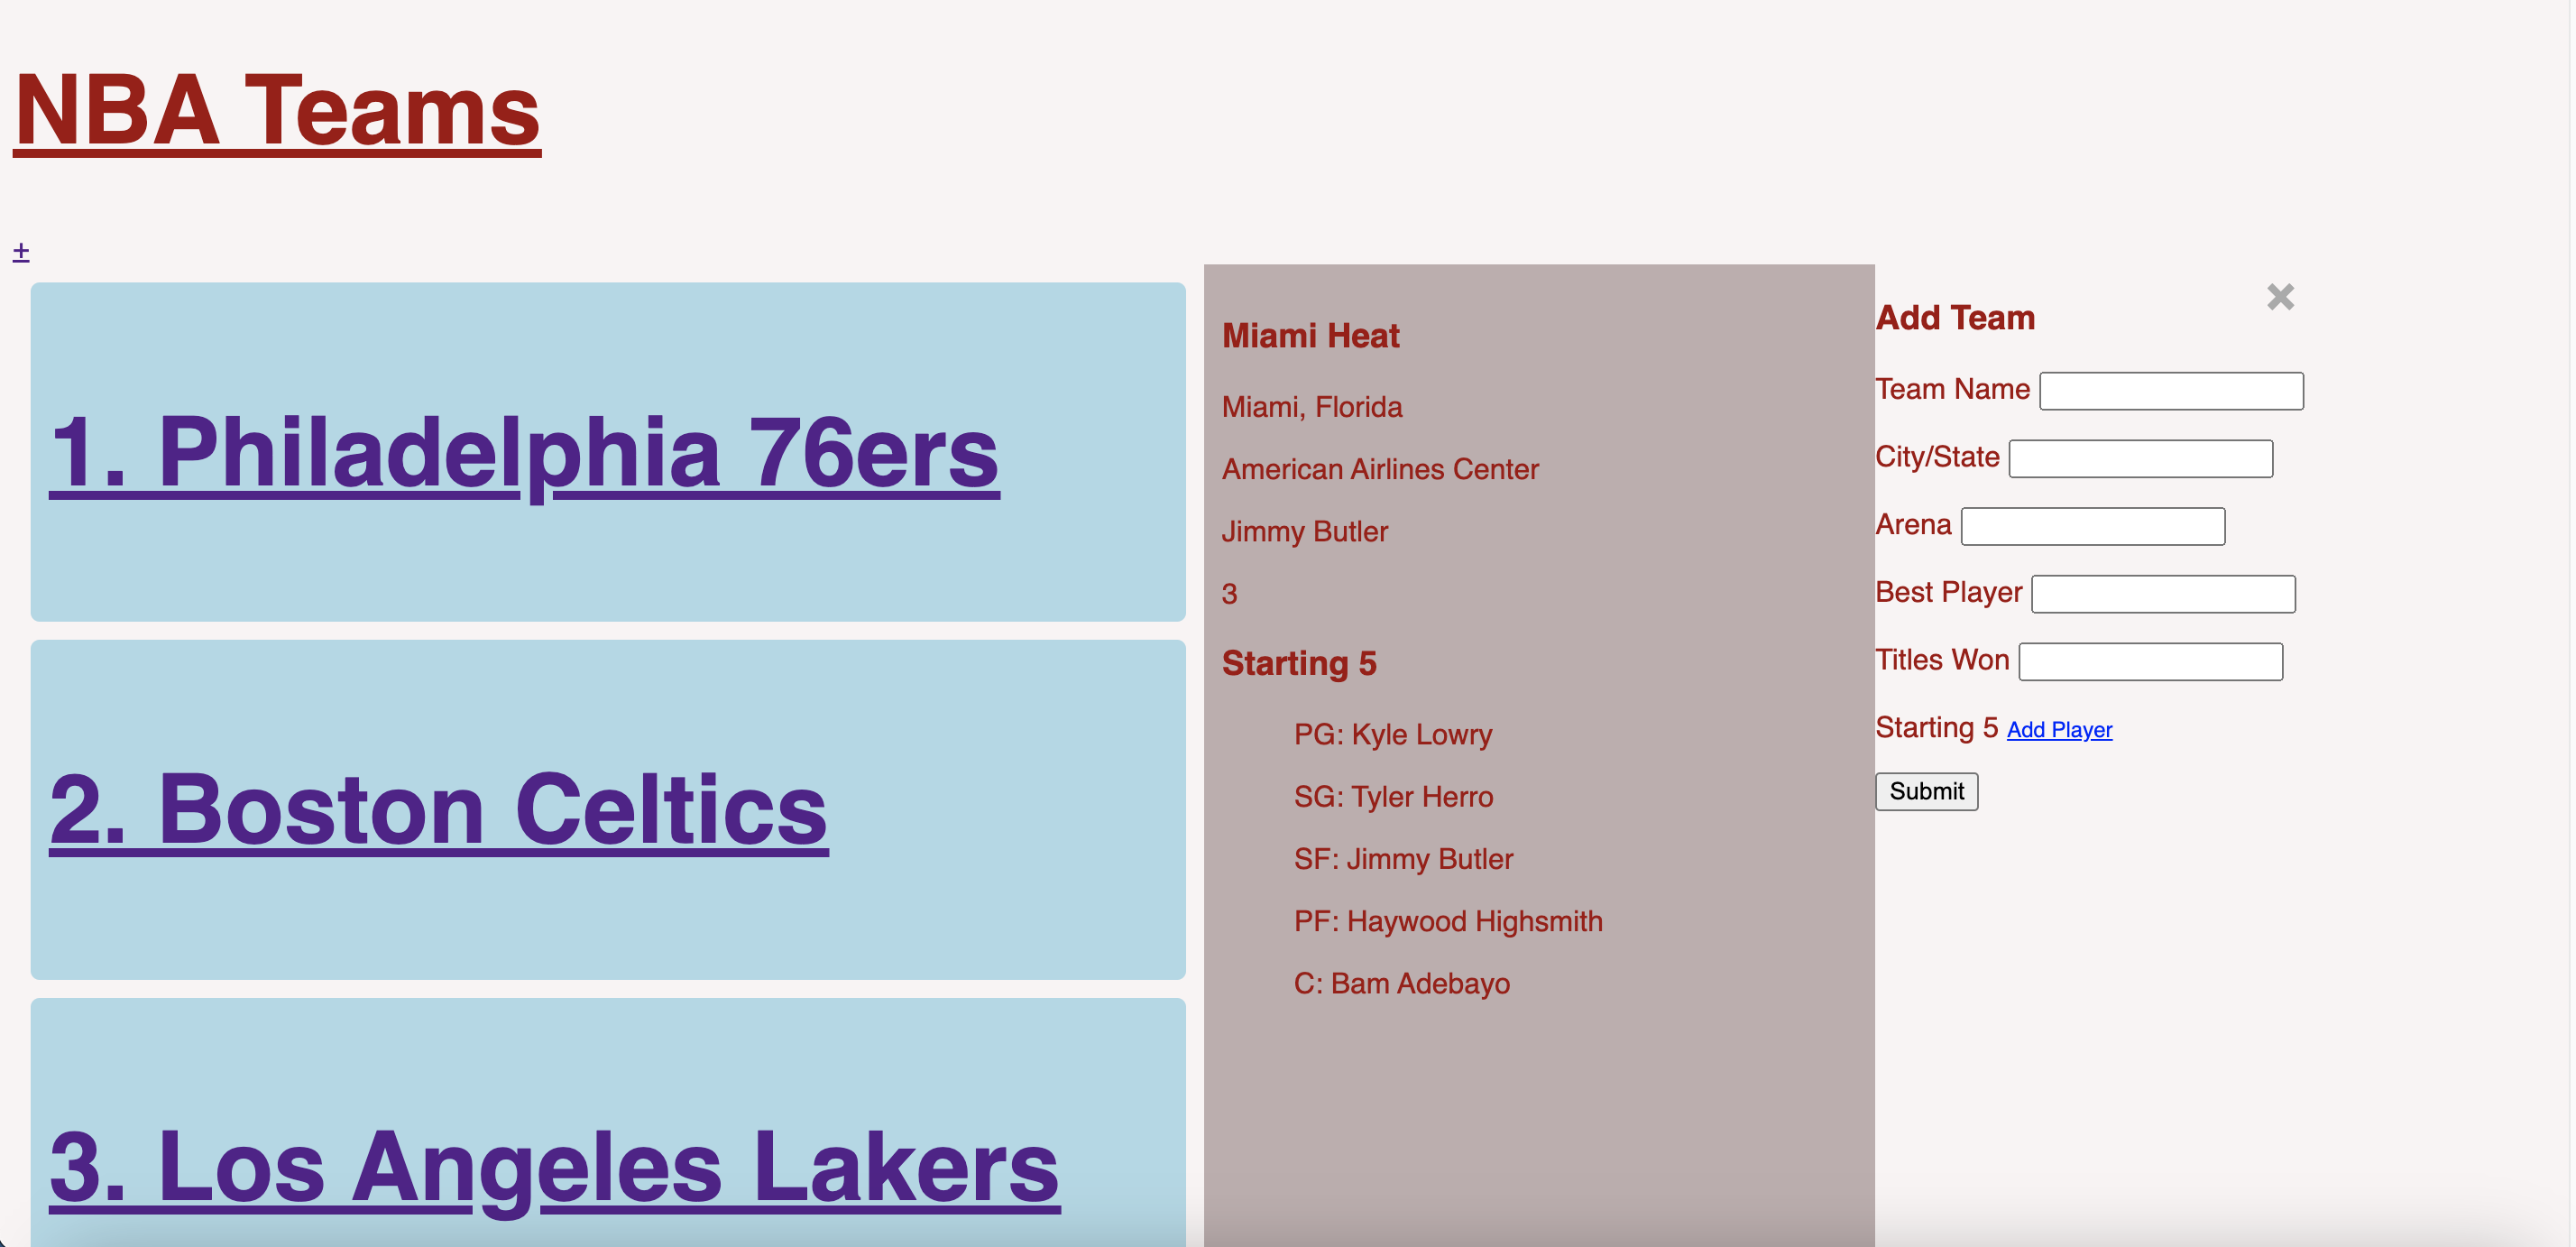 NBA Teams
+
1. Philadelphia 76ers
2. Boston Celtics
3. Los Angeles Lakers
Miami Heat
Miami, Florida
American Airlines Center
Jimmy Butler
3
Starting 5
PG: Kyle Lowry
SG: Tyler Herro
SF: Jimmy Butler
PF: Haywood Highsmith
C: Bam Adebayo
×
Add Team
Team Name
City/State
Arena
Best Player
Titles Won
Starting 5 Add Player
Submit